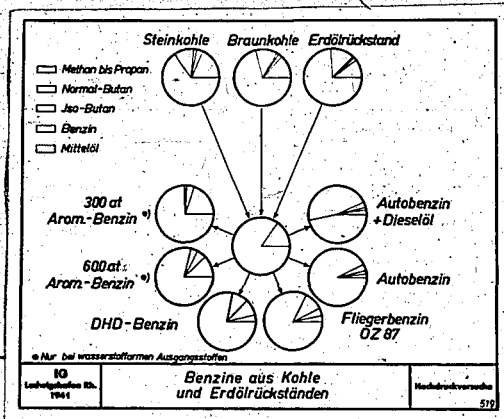 Steinkohle Braunkohle Erdölrückstand
Methan bis Propan
Normal-Butan
Jso-Butan
Benzin
Mittelöl
300 at
Arom.-Benzin *)
600 at
Arom.-Benzin *)
DHD-Benzin
Autobenzin
+ Dieselöl
Autobenzin
Fliegerbenzin
OZ 87
* Nur bei wasserstoffarmen Ausgangsstoffen
IG
Ludwigshafen Rh.
1941
Benzine aus Kohle
und Erdölrückständen
Hochdruckversuche
519